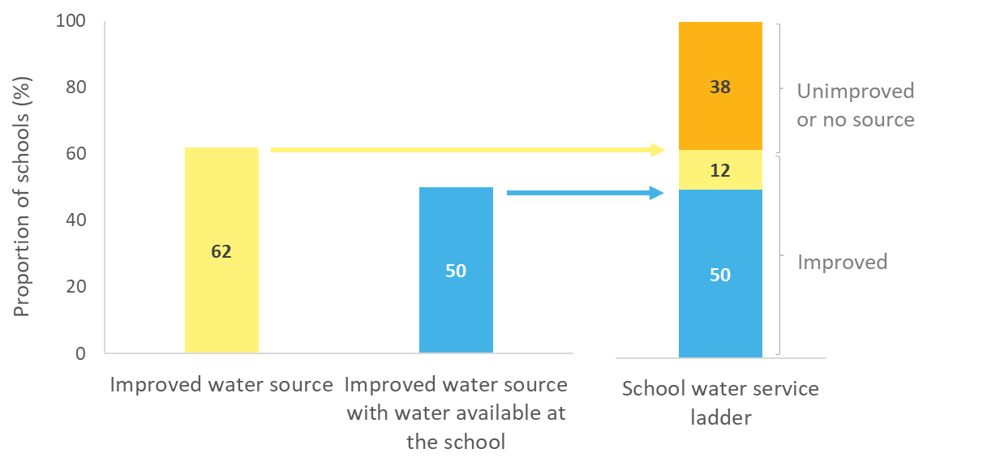 Proportion of schools (%)
100
80
60
40
20
0
62
50
38
12
50
Unimproved
or no source
Improved
Improved water source
Improved water source
with water available at
the school
School water service
ladder